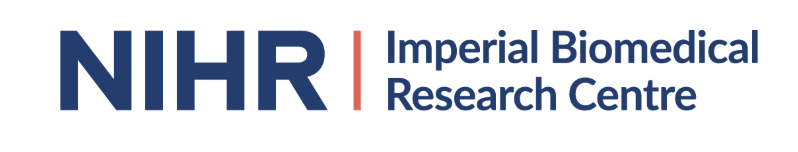 NIHR | Imperial Biomedical
Research Centre